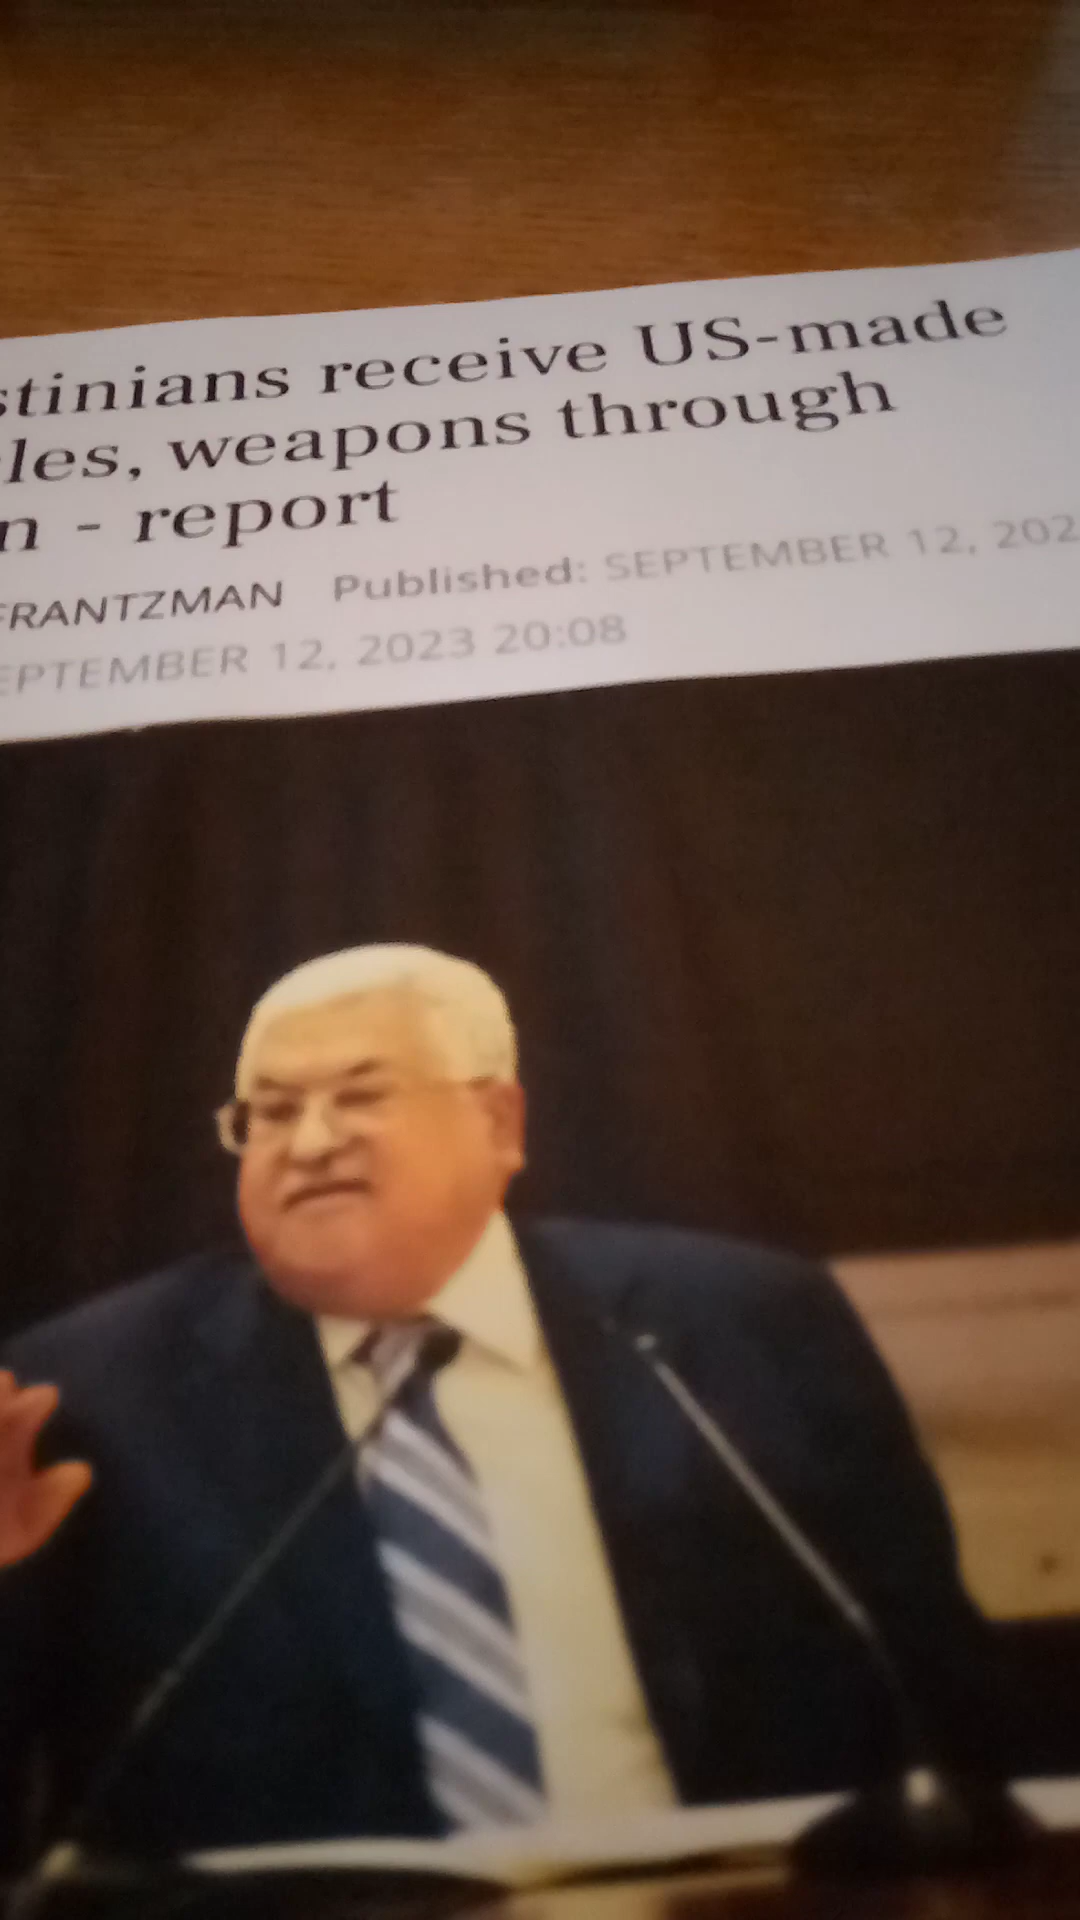 stinians receive US-made
les, weapons through
n - report
FRANTZMAN Published: SEPTEMBER 12, 202
EPTEMBER 12, 2023 20:08